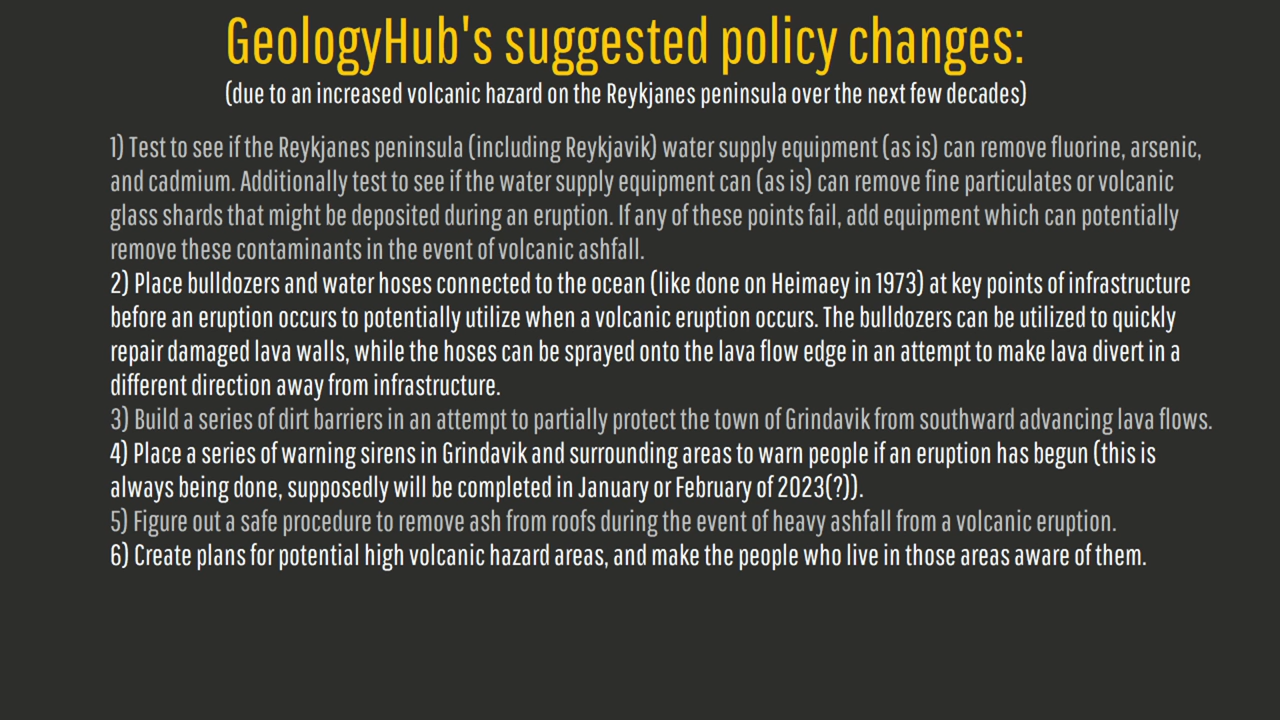 GeologyHub's suggested policy changes:
(due to an increased volcanic hazard on the Reykjanes peninsula over the next few decades)
1) Test to see if the Reykjanes peninsula (including Reykjavik) water supply equipment (as is) can remove fluorine, arsenic,
and cadmium. Additionally test to see if the water supply equipment can (as is) can remove fine particulates or volcanic
glass shards that might be deposited during an eruption. If any of these points fail, add equipment which can potentially
remove these contaminants in the event of volcanic ashfall.
2) Place bulldozers and water hoses connected to the ocean (like done on Heimaey in 1973) at key points of infrastructure
before an eruption occurs to potentially utilize when a volcanic eruption occurs. The bulldozers can be utilized to quickly
repair damaged lava walls, while the hoses can be sprayed onto the lava flow edge in an attempt to make lava divert in a
different direction away from infrastructure.
3) Build a series of dirt barriers in an attempt to partially protect the town of Grindavik from southward advancing lava flows.
4) Place a series of warning sirens in Grindavik and surrounding areas to warn people if an eruption has begun (this is
always being done, supposedly will be completed in January or February of 2023(?)).
5) Figure out a safe procedure to remove ash from roofs during the event of heavy ashfall from a volcanic eruption.
6) Create plans for potential high volcanic hazard areas, and make the people who live in those areas aware of them.